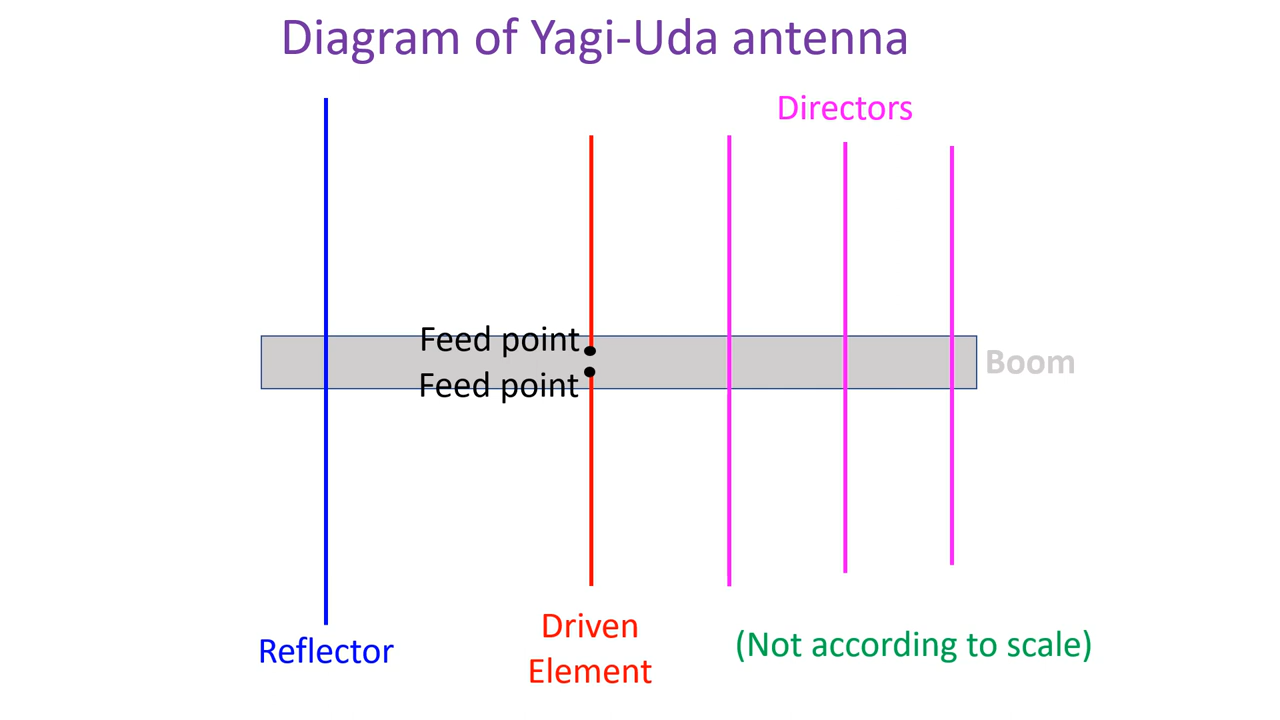 Diagram of Yagi-Uda antenna
Directors
Feed point
Feed point
Boom
Driven
Element
Reflector
(Not according to scale)